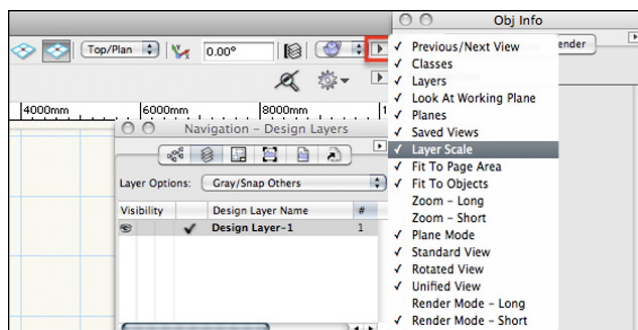 Obj Info
Top/Plan
0.00°
ender
4000mm
6000mm
8000mm
1
Navigation – Design Layers
Layer Options: Gray/Snap Others
Visibility Design Layer Name #
✓ Design Layer-1 1
✓ Previous/Next View
✓ Classes
✓ Layers
✓ Look At Working Plane
✓ Planes
✓ Saved Views
✓ Layer Scale
✓ Fit To Page Area
✓ Fit To Objects
Zoom – Long
Zoom – Short
✓ Plane Mode
✓ Standard View
✓ Rotated View
✓ Unified View
Render Mode – Long
✓ Render Mode – Short